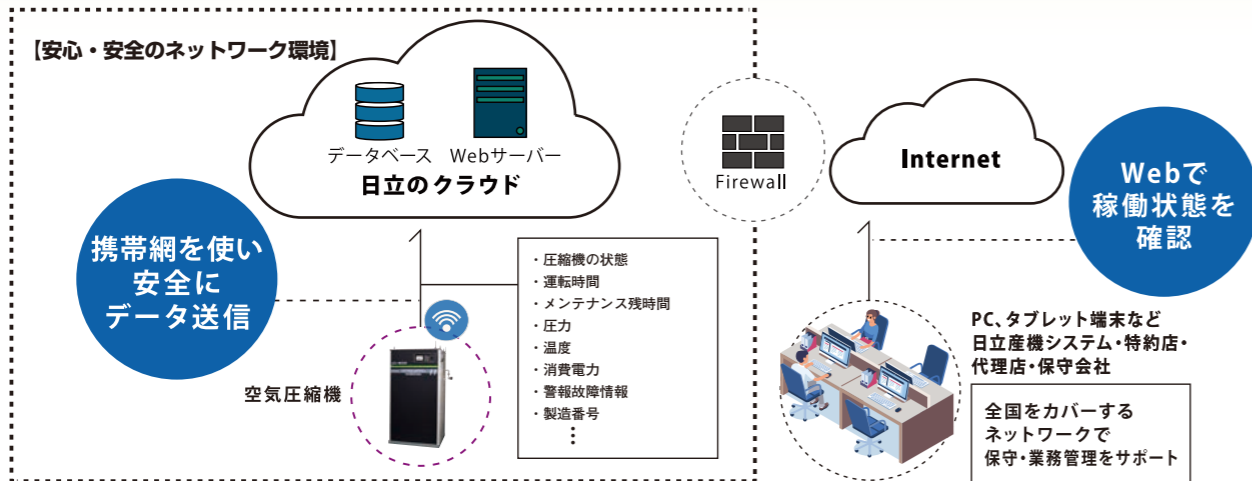 【安心・安全のネットワーク環境】
データベース Webサーバー
日立のクラウド
携帯網を使い
安全に
データ送信
空気圧縮機
・圧縮機の状態
・運転時間
・メンテナンス残時間
・圧力
・温度
・消費電力
・警報故障情報
・製造番号
⋮
Firewall
Internet
Webで
稼働状態を
確認
PC、タブレット端末など
日立産機システム・特約店・
代理店・保守会社
全国をカバーする
ネットワークで
保守・業務管理をサポート